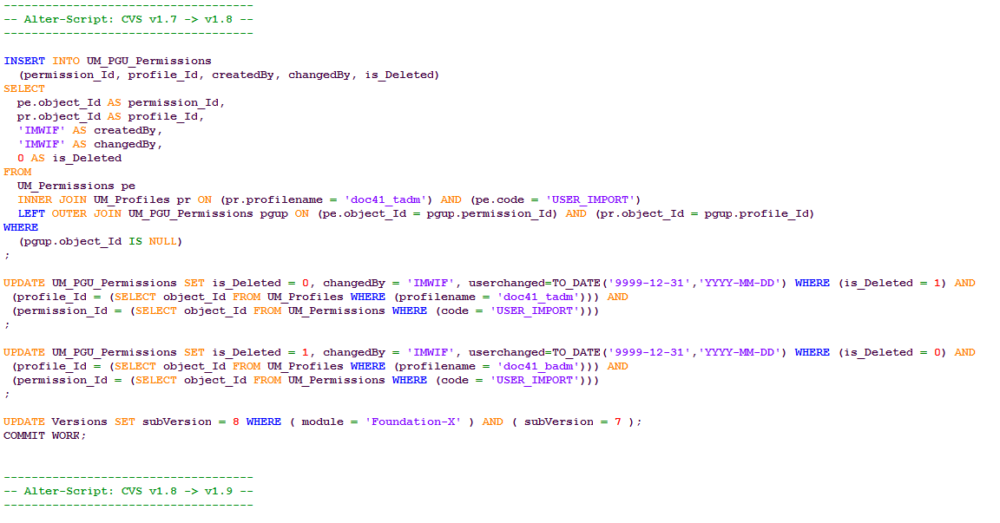 ------------------------------------
-- Alter-Script: CVS v1.7 -> v1.8 --
------------------------------------
INSERT INTO UM_PGU_Permissions
  (permission_Id, profile_Id, createdBy, changedBy, is_Deleted)
SELECT
  pe.object_Id AS permission_Id,
  pr.object_Id AS profile_Id,
  'IMWIF' AS createdBy,
  'IMWIF' AS changedBy,
  0 AS is_Deleted
FROM
  UM_Permissions pe
  INNER JOIN UM_Profiles pr ON (pr.profilename = 'doc41_tadm') AND (pe.code = 'USER_IMPORT')
  LEFT OUTER JOIN UM_PGU_Permissions pgup ON (pe.object_Id = pgup.permission_Id) AND (pr.object_Id = pgup.profile_Id)
WHERE
  (pgup.object_Id IS NULL)
;
UPDATE UM_PGU_Permissions SET is_Deleted = 0, changedBy = 'IMWIF', userchanged=TO_DATE('9999-12-31','YYYY-MM-DD') WHERE (is_Deleted = 1) AND
 (profile_Id = (SELECT object_Id FROM UM_Profiles WHERE (profilename = 'doc41_tadm'))) AND
 (permission_Id = (SELECT object_Id FROM UM_Permissions WHERE (code = 'USER_IMPORT')))
;
UPDATE UM_PGU_Permissions SET is_Deleted = 1, changedBy = 'IMWIF', userchanged=TO_DATE('9999-12-31','YYYY-MM-DD') WHERE (is_Deleted = 0) AND
 (profile_Id = (SELECT object_Id FROM UM_Profiles WHERE (profilename = 'doc41_badm'))) AND
 (permission_Id = (SELECT object_Id FROM UM_Permissions WHERE (code = 'USER_IMPORT')))
;
UPDATE Versions SET subVersion = 8 WHERE ( module = 'Foundation-X' ) AND ( subVersion = 7 );
COMMIT WORK;
------------------------------------
-- Alter-Script: CVS v1.8 -> v1.9 --
------------------------------------